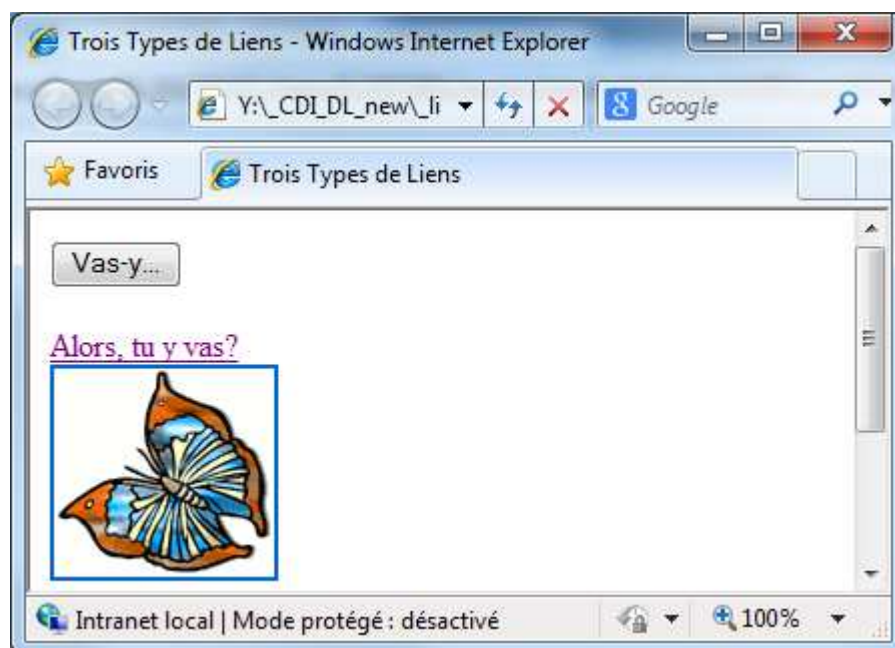 Trois Types de Liens - Windows Internet Explorer
Y:\_CDI_DL_new\_li
Google
Favoris
Trois Types de Liens
Vas-y...
Alors, tu y vas?
Intranet local | Mode protégé : désactivé
100%